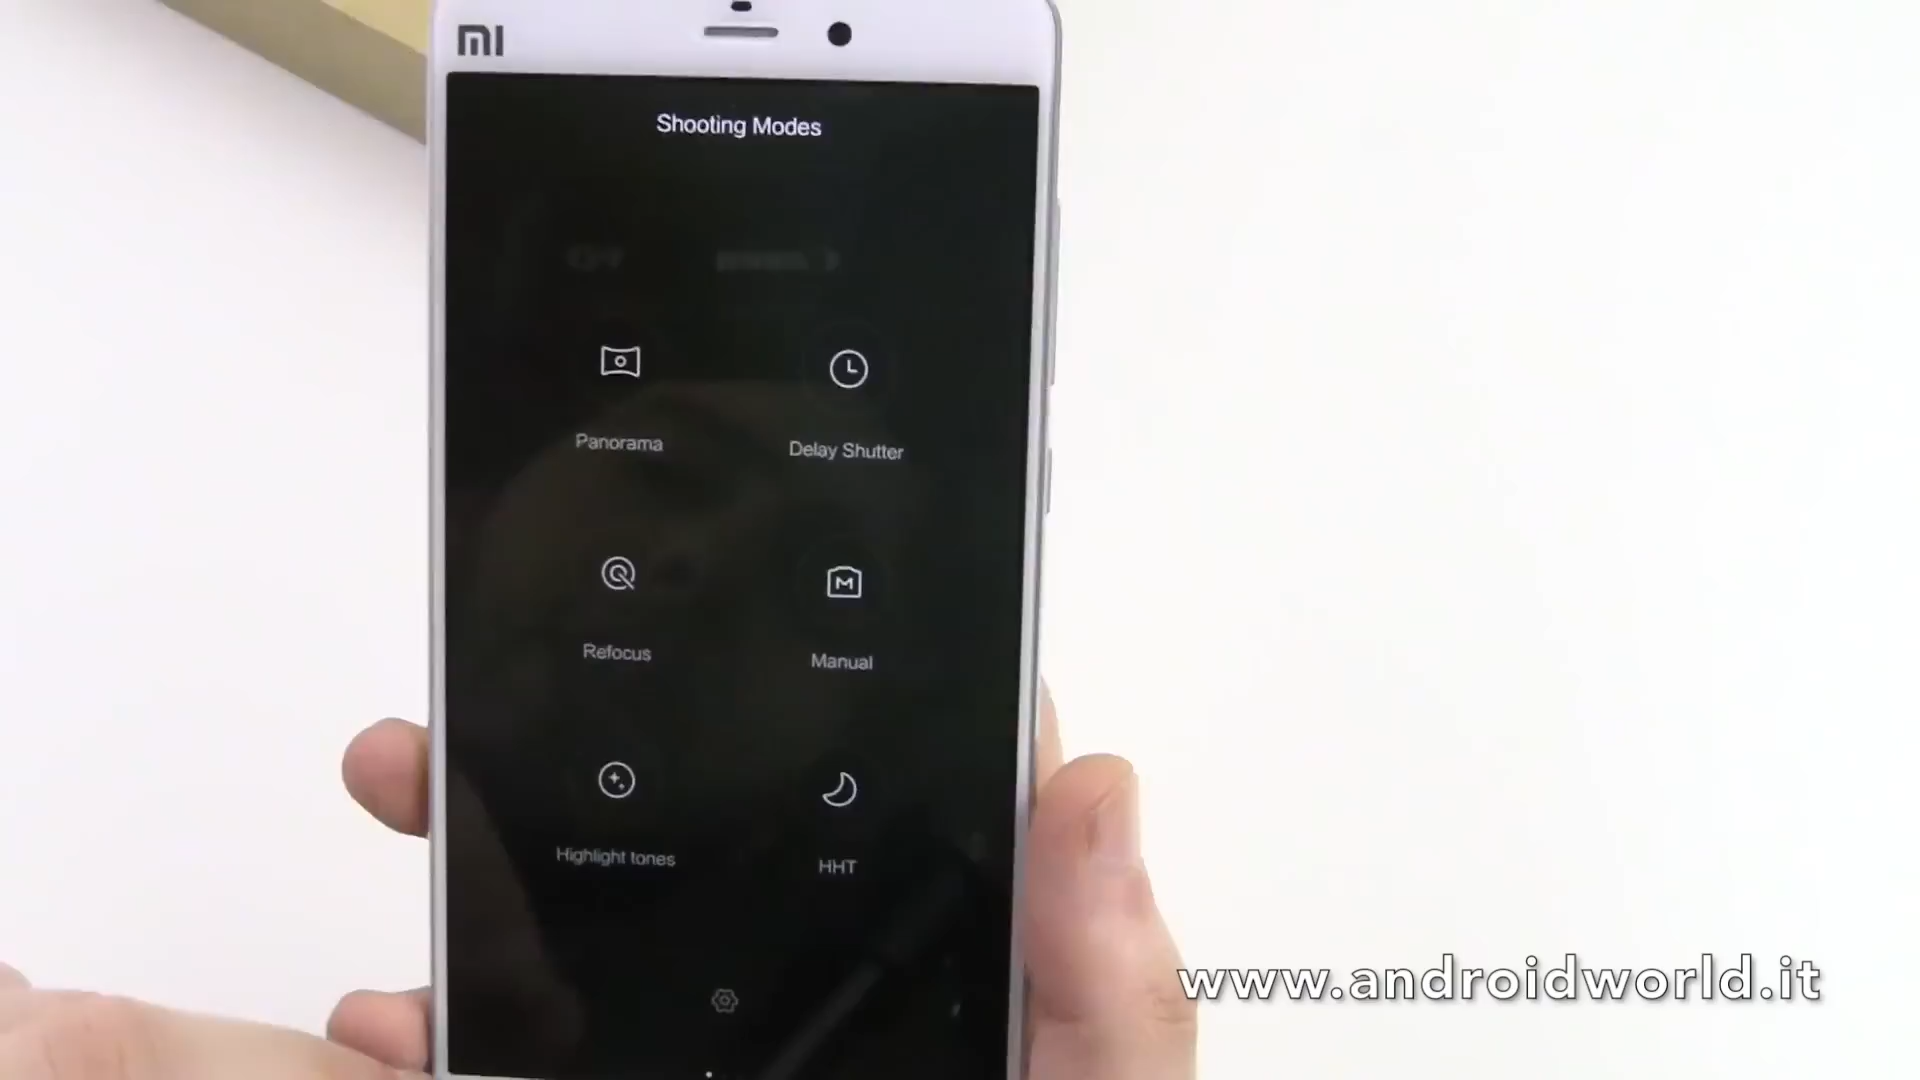 MI
Shooting Modes
Panorama
Delay Shutter
Refocus
Manual
Highlight tones
HHT
www.androidworld.it